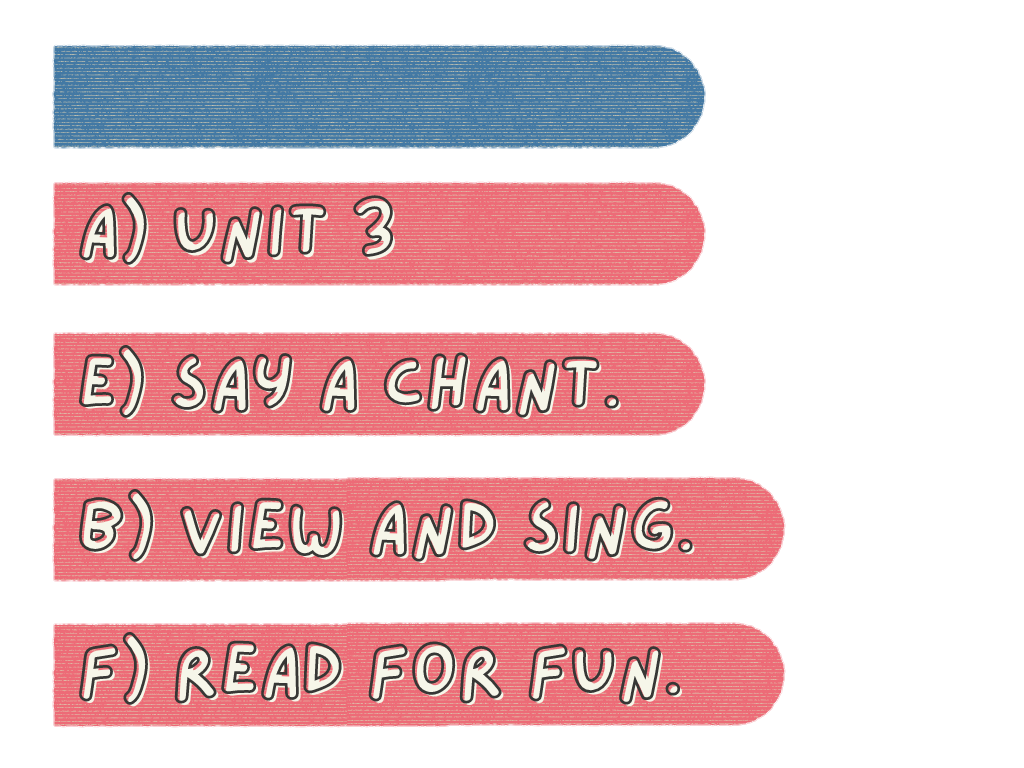 A) UNIT 3
E) SAY A CHANT.
B) VIEW AND SING.
F) READ FOR FUN.